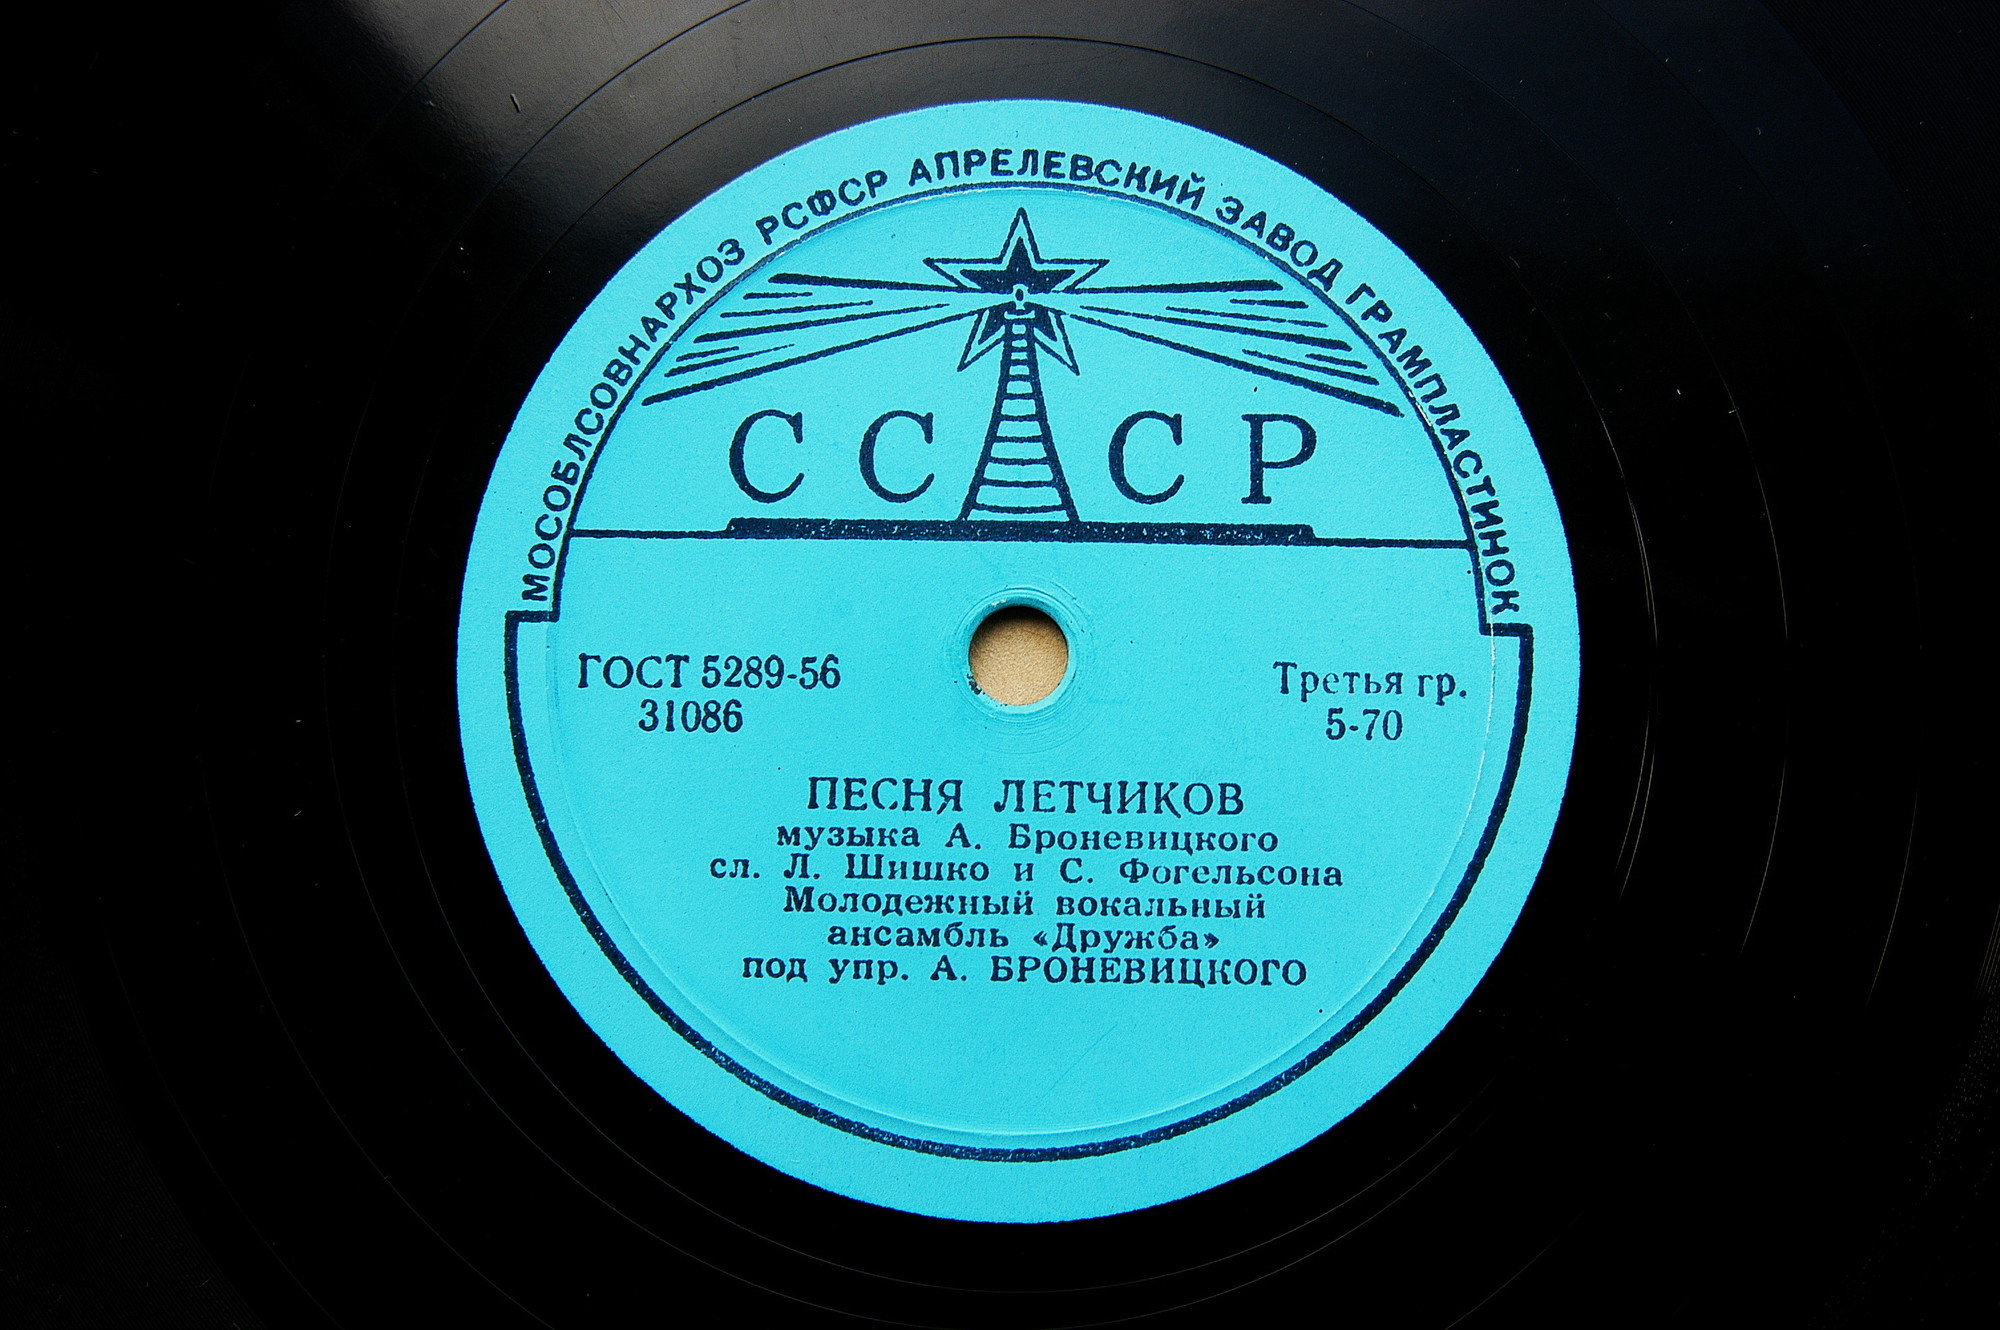 МОСОБЛСОВНАРХОЗ РСФСР АПРЕЛЕВСКИЙ ЗАВОД ГРАМПЛАСТИНОК
СССР
ГОСТ 5289-56
31086
Третья гр.
5-70
ПЕСНЯ ЛЕТЧИКОВ
музыка А. Броневицкого
сл. Л. Шишко и С. Фогельсона
Молодежный вокальный
ансамбль «Дружба»
под упр. А. БРОНЕВИЦКОГО